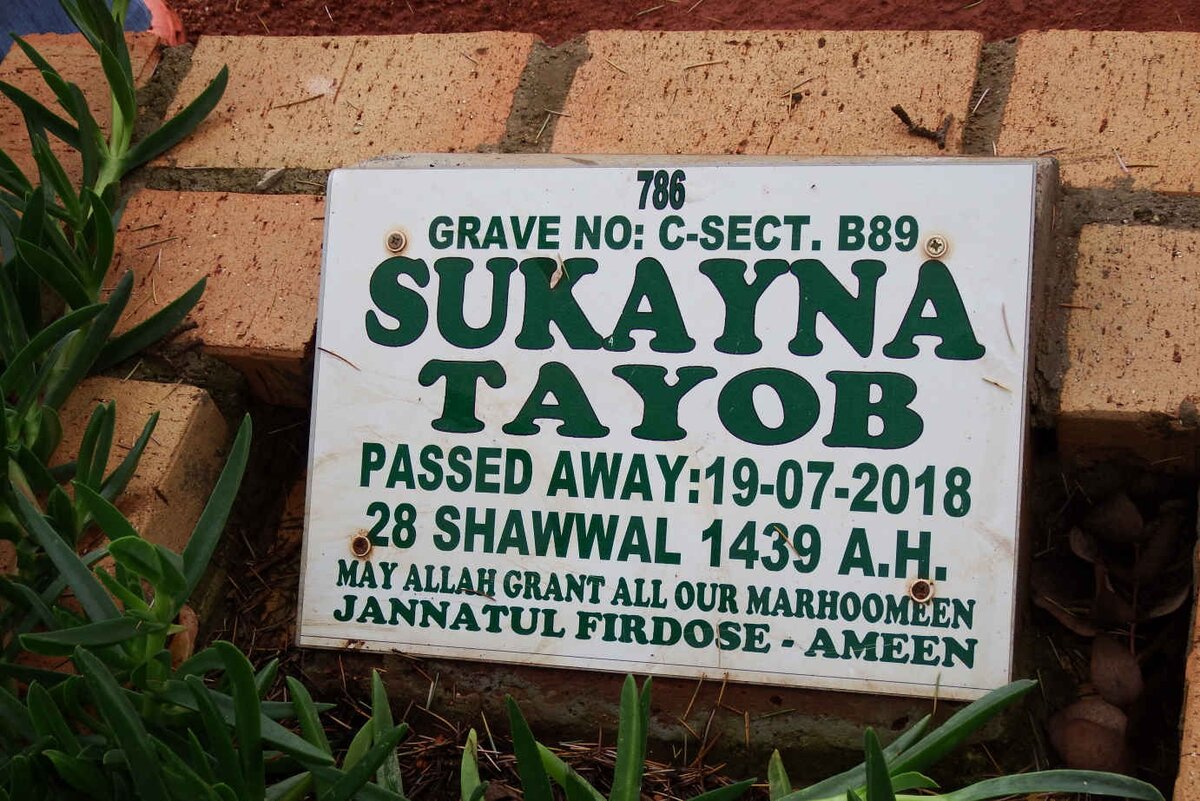 786
GRAVE NO: C-SECT. B89
SUKAYNA
TAYOB
PASSED AWAY:19-07-2018
28 SHAWWAL 1439 A.H.
MAY ALLAH GRANT ALL OUR MARHOOMEEN
JANNATUL FIRDOSE - AMEEN